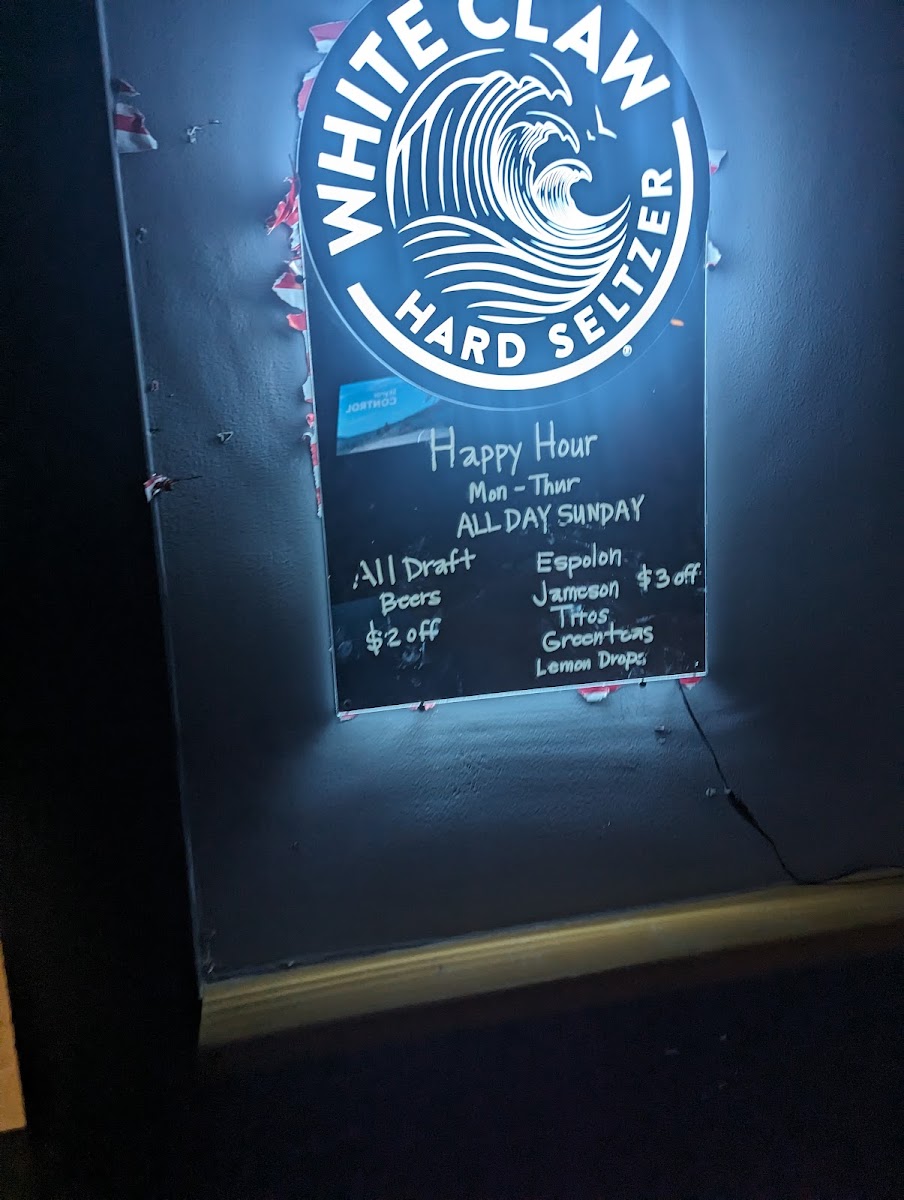 WHITE CLAW
HARD SELTZER
®
CONTROL
Happy Hour
Mon - Thur
ALL DAY SUNDAY
All Draft
Beers
$2 off
Espolon
Jameson
Titos
Greenteas
Lemon Drops
$3 off